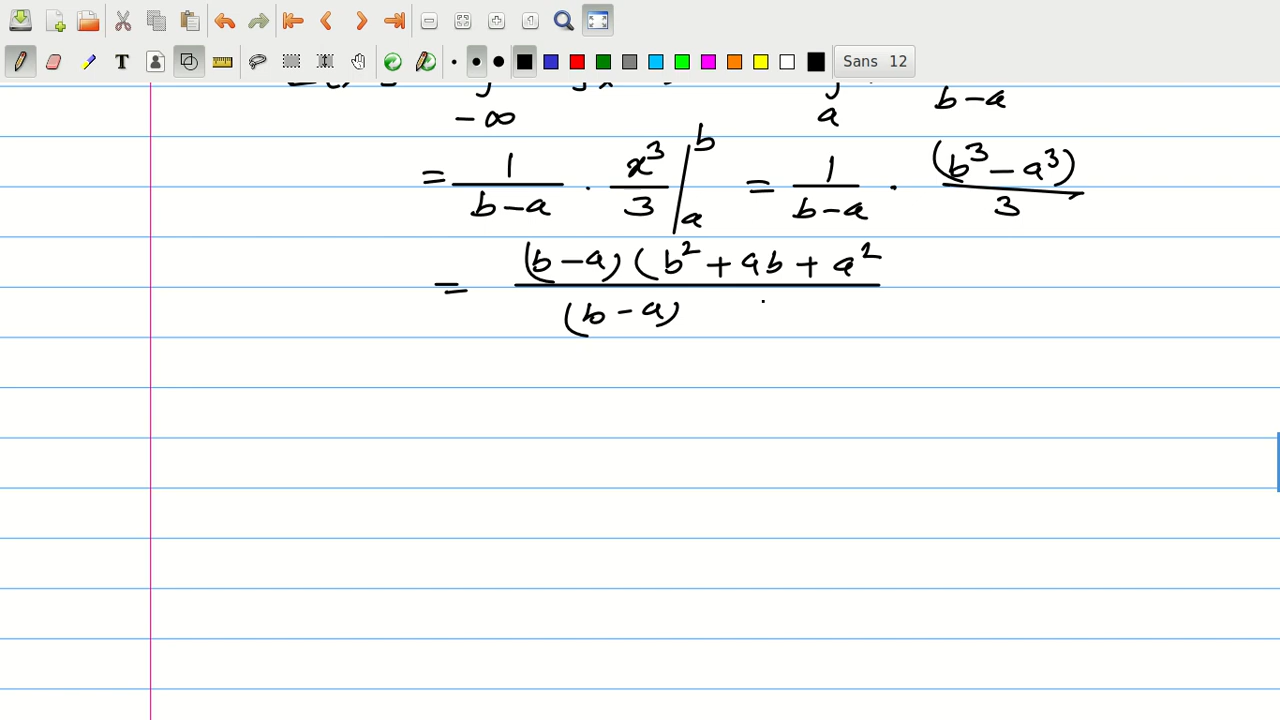 Sans 12
b-a
-∞ a
= 1/(b-a) · x³/3 |ₐᵇ = 1/(b-a) · (b³-a³)/3
= (b-a)(b²+ab+a² / (b-a)